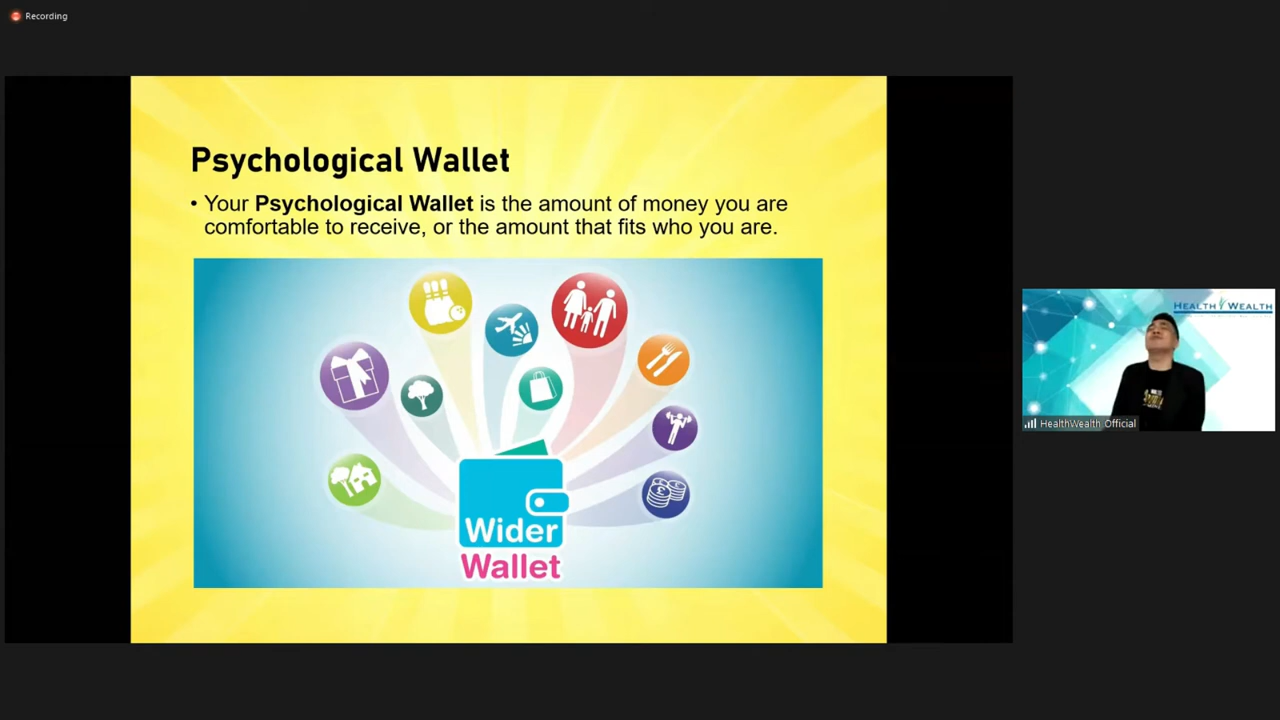 Recording
Psychological Wallet
• Your Psychological Wallet is the amount of money you are
comfortable to receive, or the amount that fits who you are.
Wider
Wallet
HEALTH WEALTH
HealthWealth Official